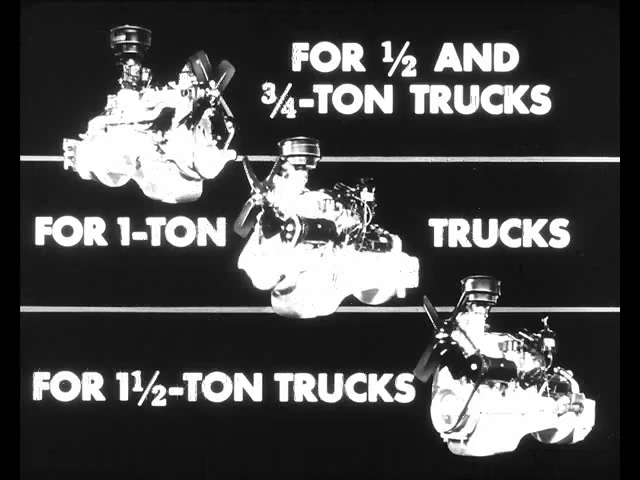 FOR ½ AND
¾-TON TRUCKS
FOR 1-TON TRUCKS
FOR 1½-TON TRUCKS